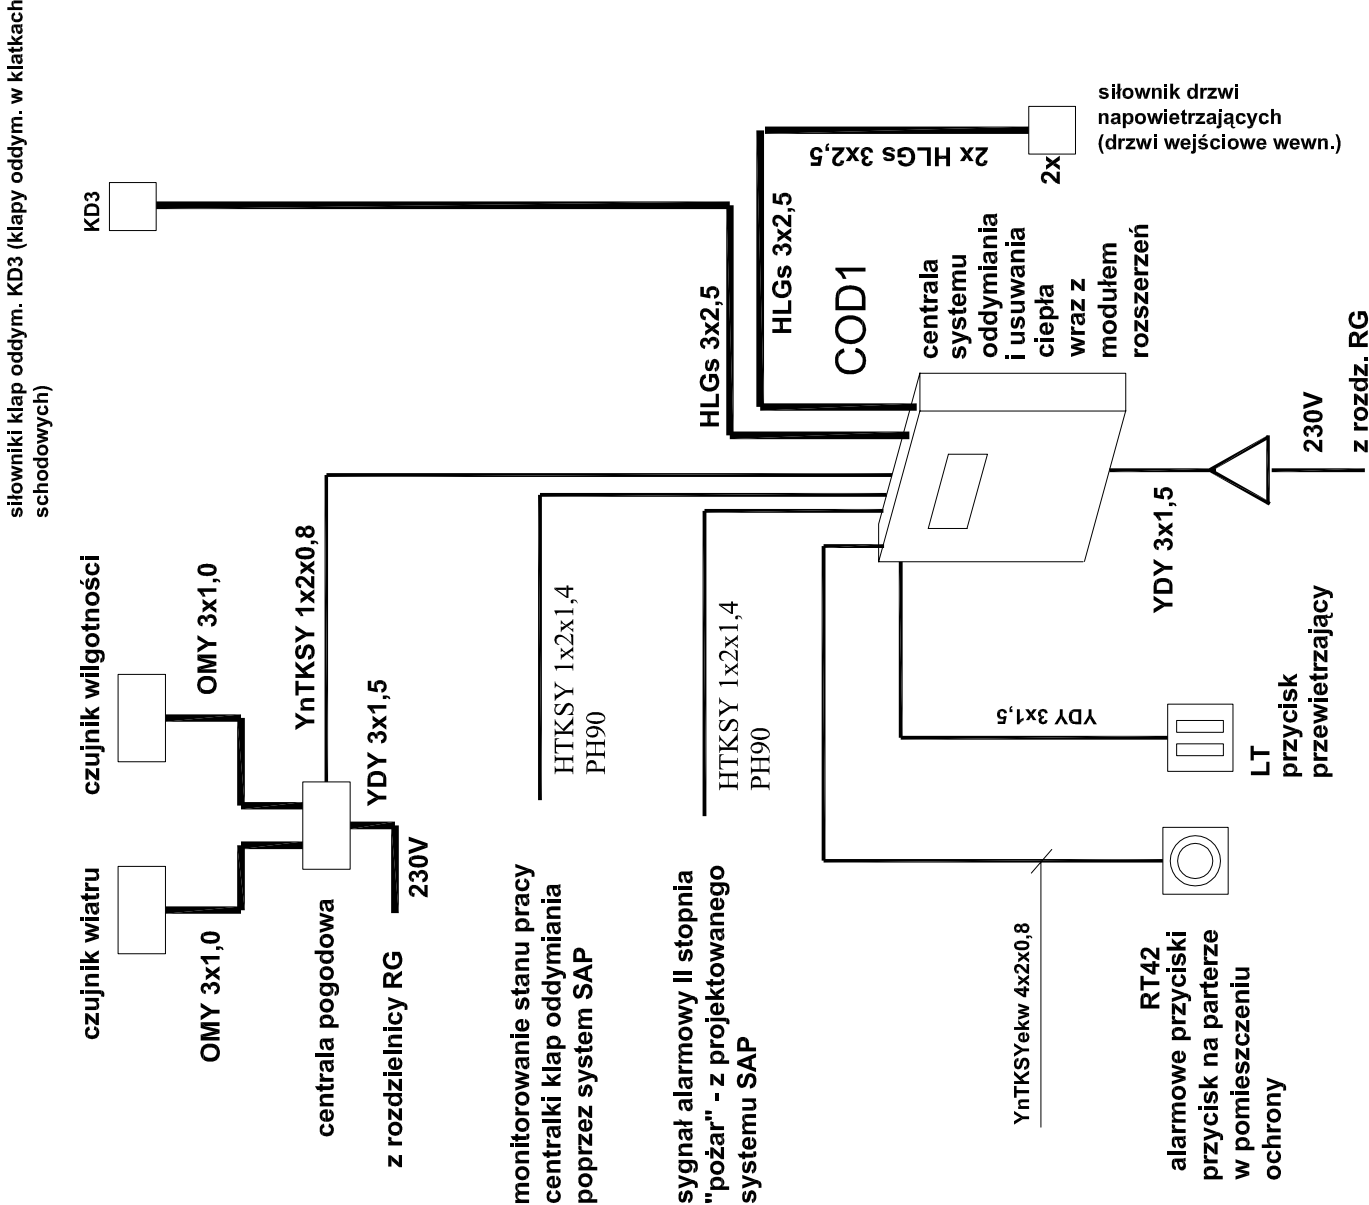 siłowniki klap oddym. KD3 (klapy oddym. w klatkach
schodowych)
KD3
siłownik drzwi
napowietrzających
(drzwi wejściowe wewn.)
2x
2x HLGs 3x2,5
HLGs 3x2,5
HLGs 3x2,5
COD1
centrala
systemu
oddymiania
i usuwania
ciepła
wraz z
modułem
rozszerzeń
230V
z rozdz. RG
YDY 3x1,5
czujnik wilgotności
OMY 3x1,0
YnTKSY 1x2x0,8
YDY 3x1,5
230V
czujnik wiatru
OMY 3x1,0
centrala pogodowa
z rozdzielnicy RG
HTKSY 1x2x1,4
PH90
monitorowanie stanu pracy
centralki klap oddymiania
poprzez system SAP
HTKSY 1x2x1,4
PH90
sygnał alarmowy II stopnia
"pożar" - z projektowanego
systemu SAP
YDY 3x1,5
LT
przycisk
przewietrzający
YnTKSYekw 4x2x0,8
RT42
alarmowe przyciski
przycisk na parterze
w pomieszczeniu
ochrony